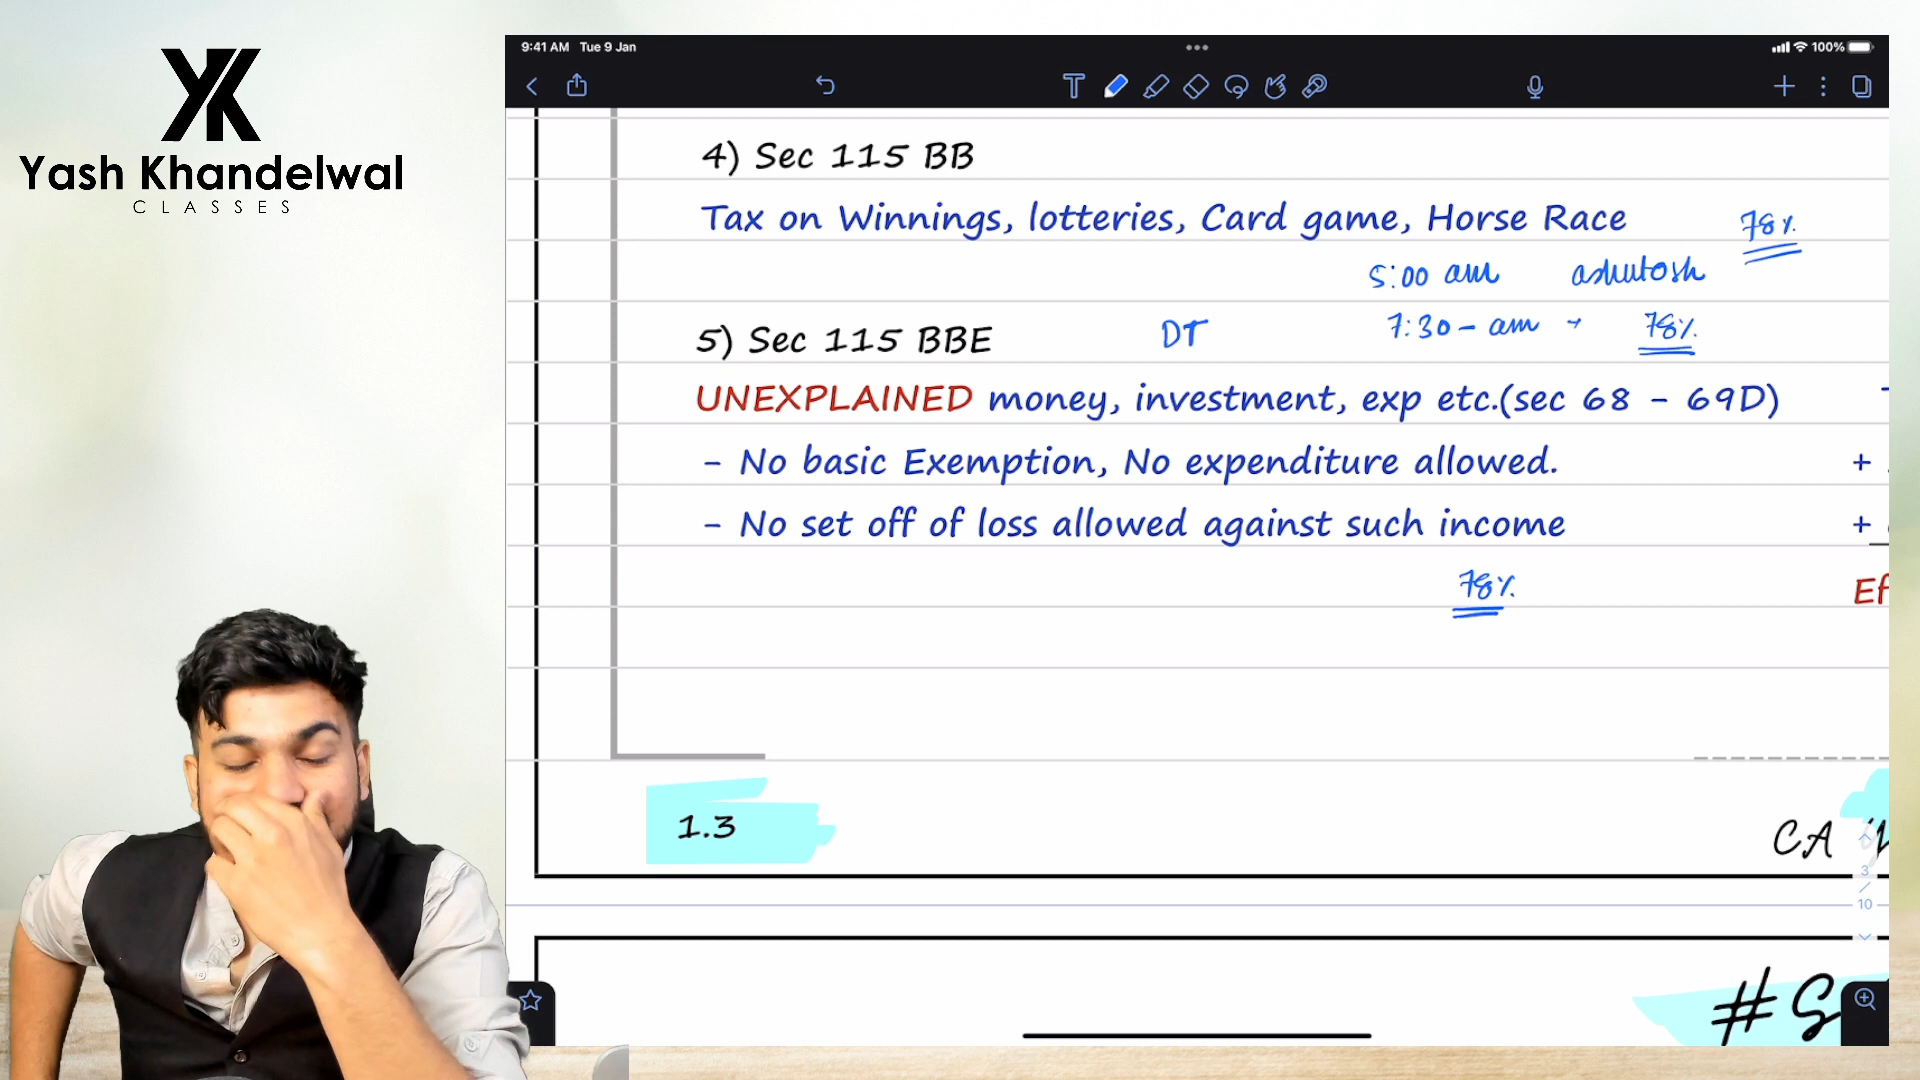 YK
Yash Khandelwal
CLASSES
9:41 AM Tue 9 Jan
100%
4) Sec 115 BB
Tax on Winnings, lotteries, Card game, Horse Race
78%
5:00 am ashutosh
7:30 - am → 78%
5) Sec 115 BBE
DT
UNEXPLAINED money, investment, exp etc.(sec 68 - 69D)
- No basic Exemption, No expenditure allowed.
+
- No set off of loss allowed against such income
+
78%
Ef
1.3
CA
3
/
10
#S